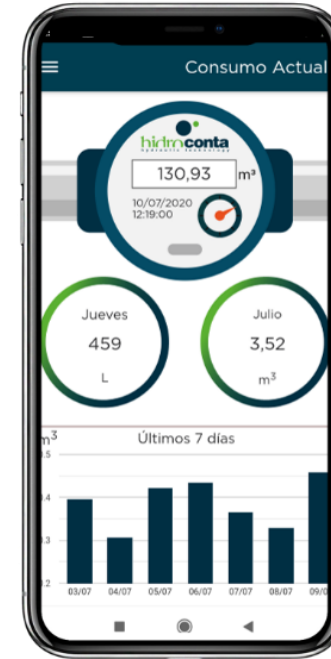 Consumo Actual
hidroconta
hydraulic technology
130,93 m³
10/07/2020
12:19:00
Jueves
459
L
Julio
3,52
m³
m³
Últimos 7 días
.5
.4
.2
03/07 04/07 05/07 06/07 07/07 08/07 09/0